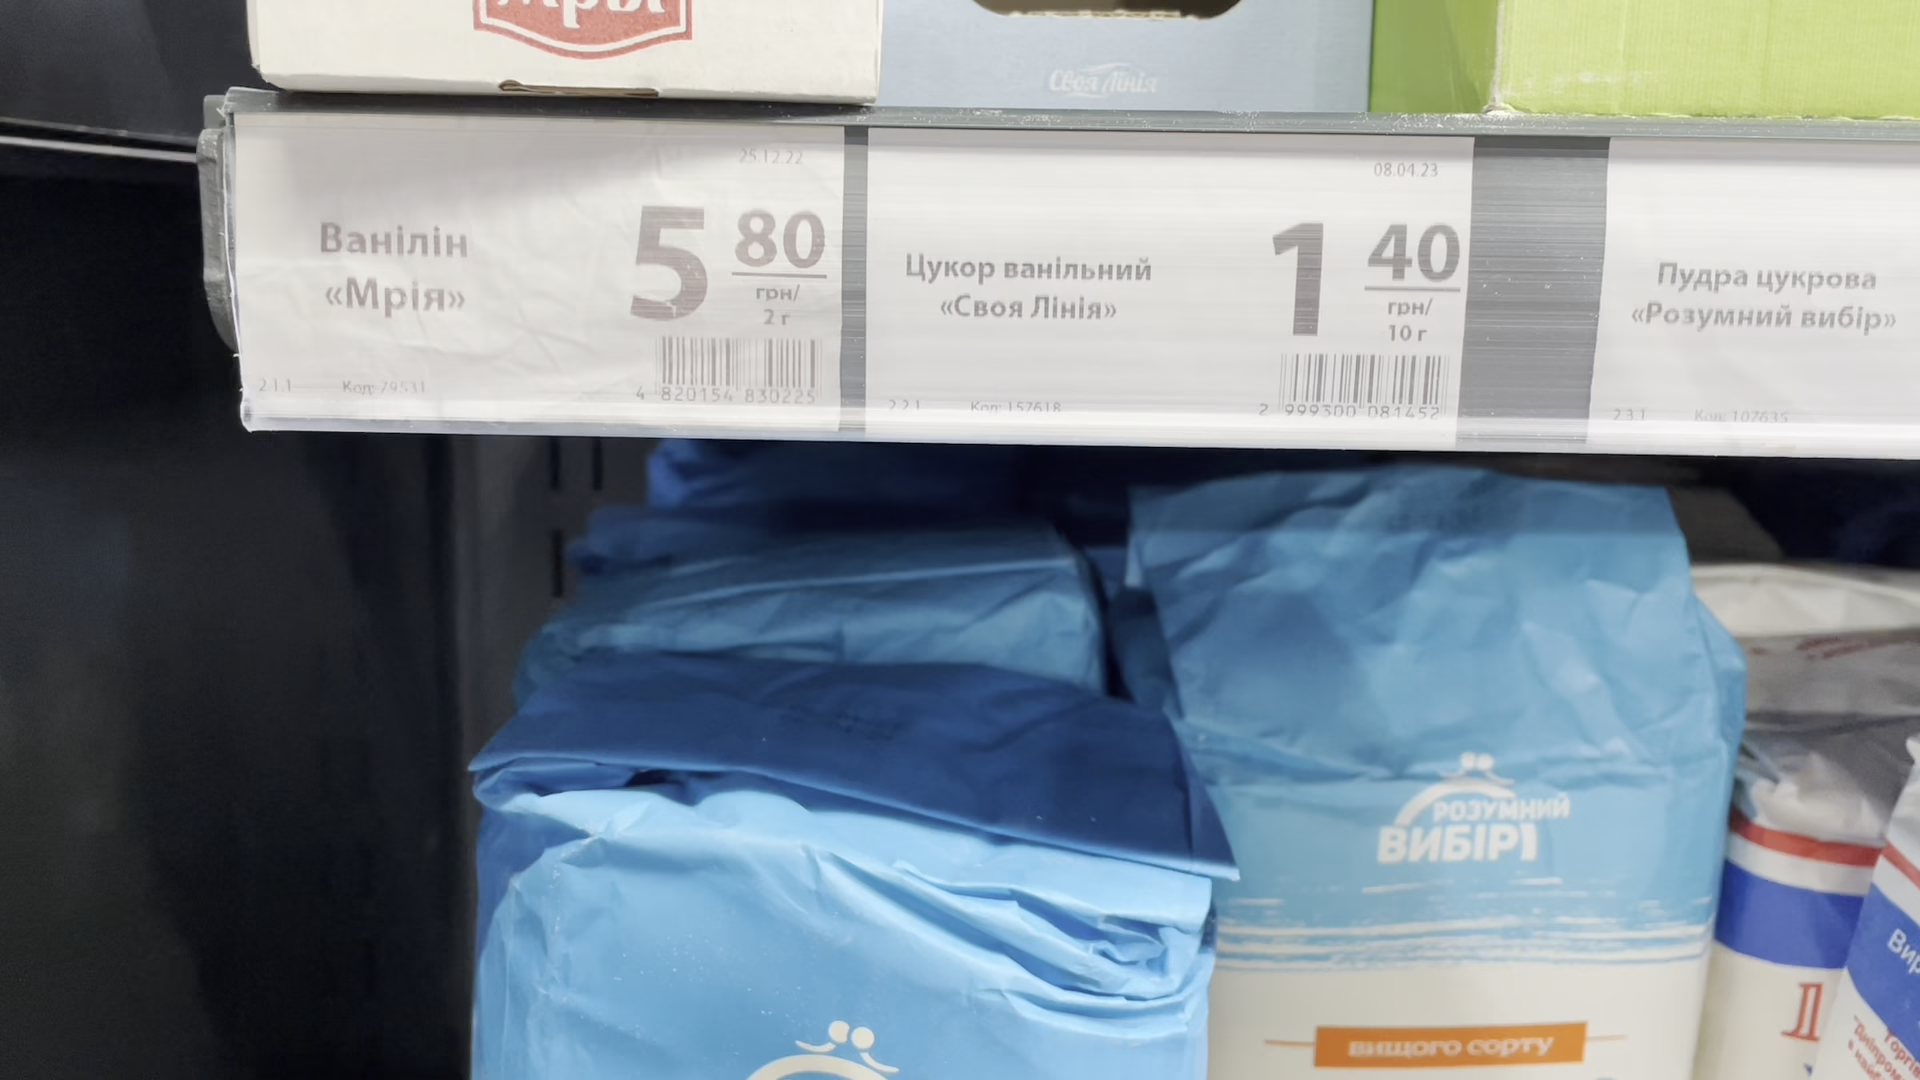 Мрія
Своя Лінія
25.12.22
Ванілін
«Мрія»
5 80
грн/
2 г
2.1.1 Код: 79531
4 820154 830225
08.04.23
Цукор ванільний
«Своя Лінія»
1 40
грн/
10 г
2.2.1 Код: 157618
2 999300 081452
Пудра цукрова
«Розумний вибір»
2.3.1 Код: 107635
РОЗУМНИЙ
ВИБІР
вищого сорту